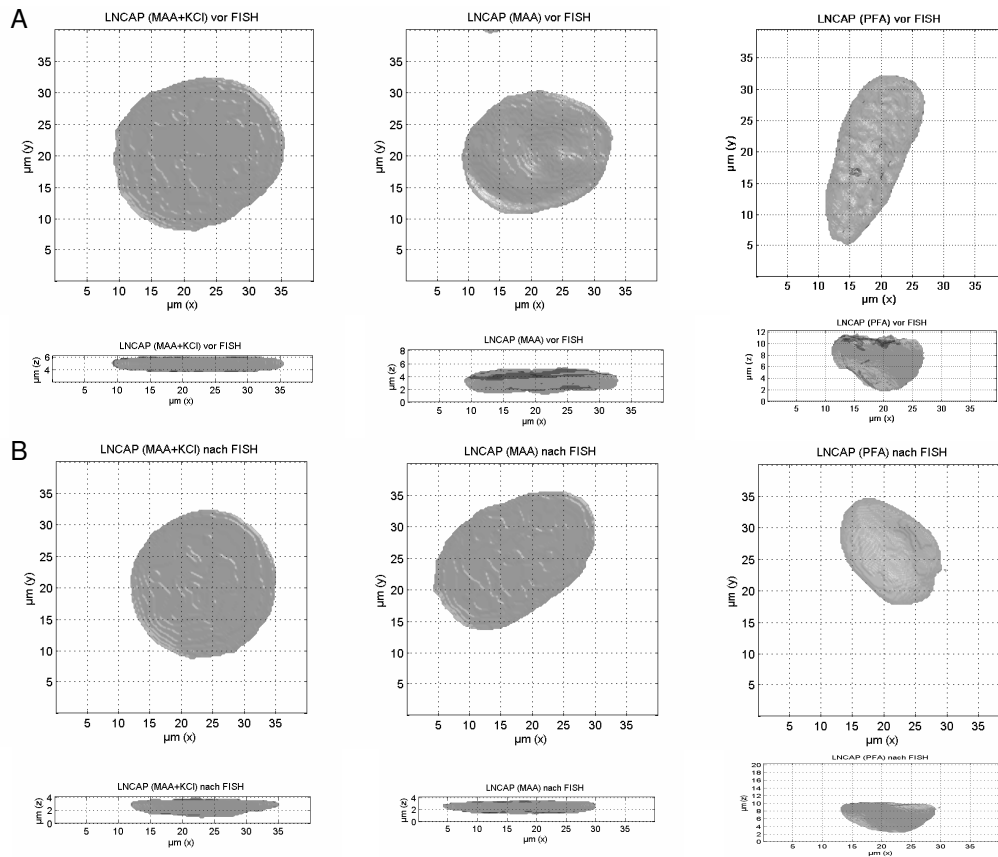 A
LNCAP (MAA+KCl) vor FISH
35
30
25
20
15
10
5
µm (y)
5 10 15 20 25 30 35
µm (x)
LNCAP (MAA) vor FISH
35
30
25
20
15
10
5
µm (y)
5 10 15 20 25 30 35
µm (x)
LNCAP (PFA) vor FISH
35
30
25
20
15
10
5
µm (y)
5 10 15 20 25 30 35
µm (x)
LNCAP (MAA+KCl) vor FISH
6
4
µm (z)
5 10 15 20 25 30 35
µm (x)
LNCAP (MAA) vor FISH
8
6
4
2
0
µm (z)
5 10 15 20 25 30 35
µm (x)
LNCAP (PFA) vor FISH
12
10
8
6
4
2
0
µm (z)
5 10 15 20 25 30 35
µm (x)
B
LNCAP (MAA+KCl) nach FISH
35
30
25
20
15
10
5
µm (y)
5 10 15 20 25 30 35
µm (x)
LNCAP (MAA) nach FISH
35
30
25
20
15
10
5
µm (y)
5 10 15 20 25 30 35
µm (x)
LNCAP (PFA) nach FISH
35
30
25
20
15
10
5
µm (y)
5 10 15 20 25 30 35
µm (x)
LNCAP (MAA+KCl) nach FISH
4
2
0
µm (z)
5 10 15 20 25 30 35
µm (x)
LNCAP (MAA) nach FISH
4
2
0
µm (z)
5 10 15 20 25 30 35
µm (x)
LNCAP (PFA) nach FISH
20
18
16
14
12
10
8
6
4
2
0
µm (z)
5 10 15 20 25 30 35 40
µm (x)